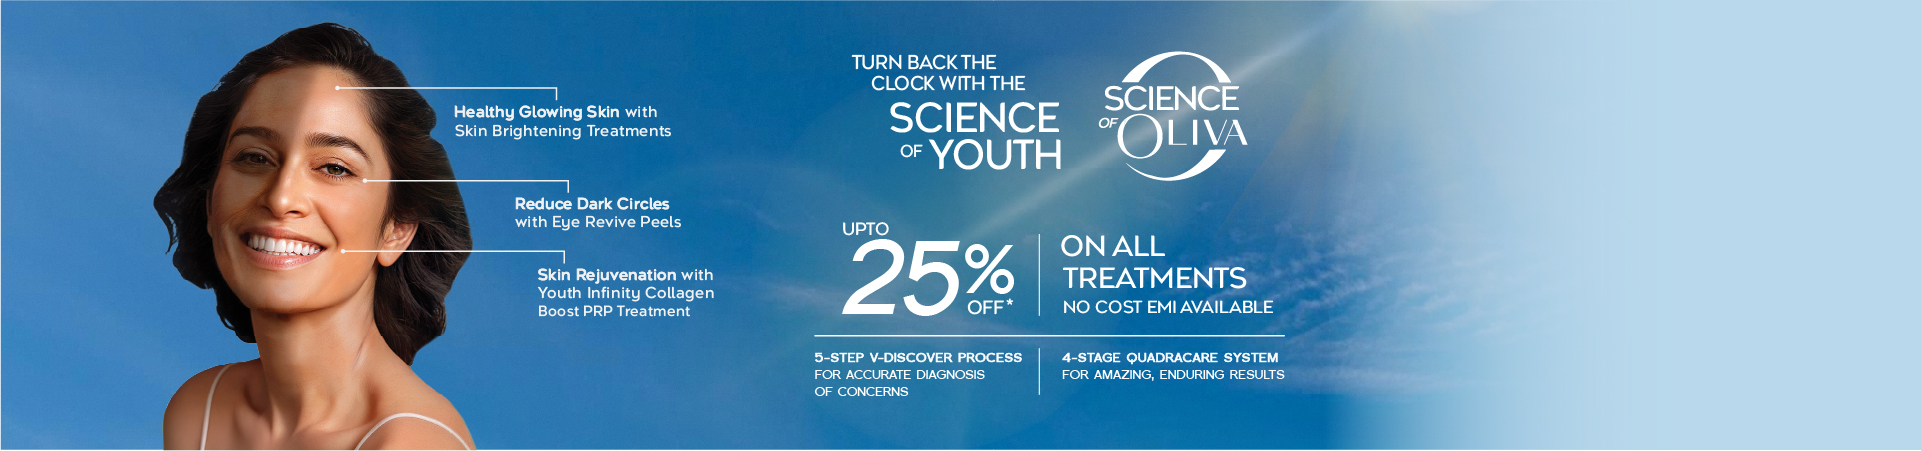 Healthy Glowing Skin with
Skin Brightening Treatments
Reduce Dark Circles
with Eye Revive Peels
Skin Rejuvenation with
Youth Infinity Collagen
Boost PRP Treatment
TURN BACK THE
CLOCK WITH THE
SCIENCE
OF YOUTH
SCIENCE
OF OLIVA
UPTO
25%
OFF*
ON ALL
TREATMENTS
NO COST EMI AVAILABLE
5-STEP V-DISCOVER PROCESS
FOR ACCURATE DIAGNOSIS
OF CONCERNS
4-STAGE QUADRACARE SYSTEM
FOR AMAZING, ENDURING RESULTS